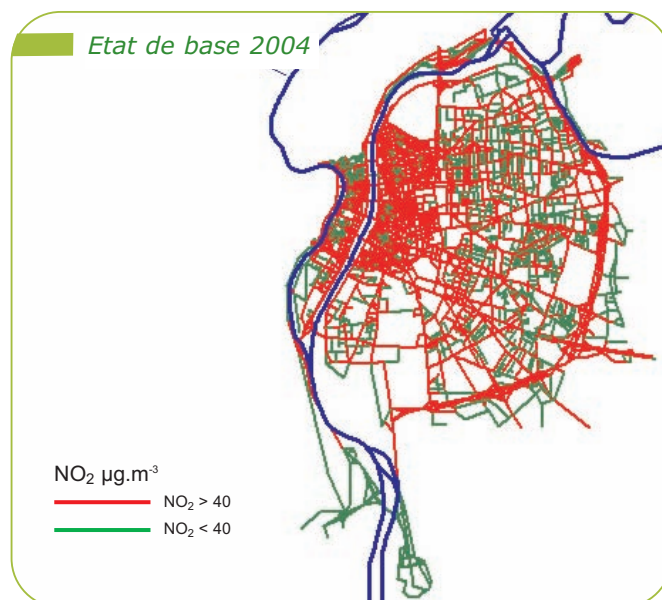 Etat de base 2004
NO₂ µg.m⁻³
NO₂ > 40
NO₂ < 40